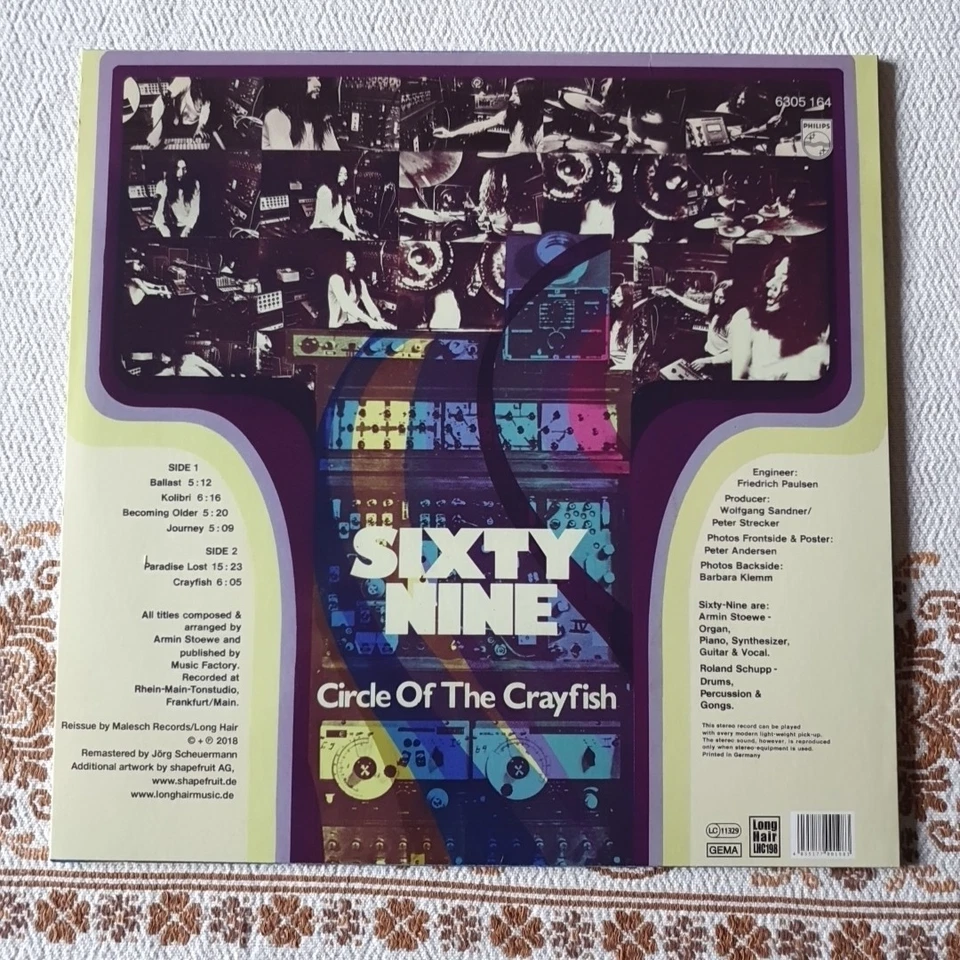 6305 164
PHILIPS
SIDE 1
Ballast 5:12
Kolibri 6:16
Becoming Older 5:20
Journey 5:09
SIDE 2
Paradise Lost 15:23
Crayfish 6:05
All titles composed &
arranged by
Armin Stoewe and
published by
Music Factory.
Recorded at
Rhein-Main-Tonstudio,
Frankfurt/Main.
Reissue by Malesch Records/Long Hair
© + ℗ 2018
Remastered by Jörg Scheuermann
Additional artwork by shapefruit AG,
www.shapefruit.de
www.longhairmusic.de
SIXTY
NINE
Circle Of The Crayfish
Engineer:
Friedrich Paulsen
Producer:
Wolfgang Sandner/
Peter Strecker
Photos Frontside & Poster:
Peter Andersen
Photos Backside:
Barbara Klemm
Sixty-Nine are:
Armin Stoewe -
Organ,
Piano, Synthesizer,
Guitar & Vocal.
Roland Schupp -
Drums,
Percussion &
Gongs.
This stereo record can be played
with every modern light-weight pick-up.
The stereo sound, however, is reproduced
only when stereo-equipment is used.
Printed in Germany
LC 11329
GEMA
Long
Hair
LHC198